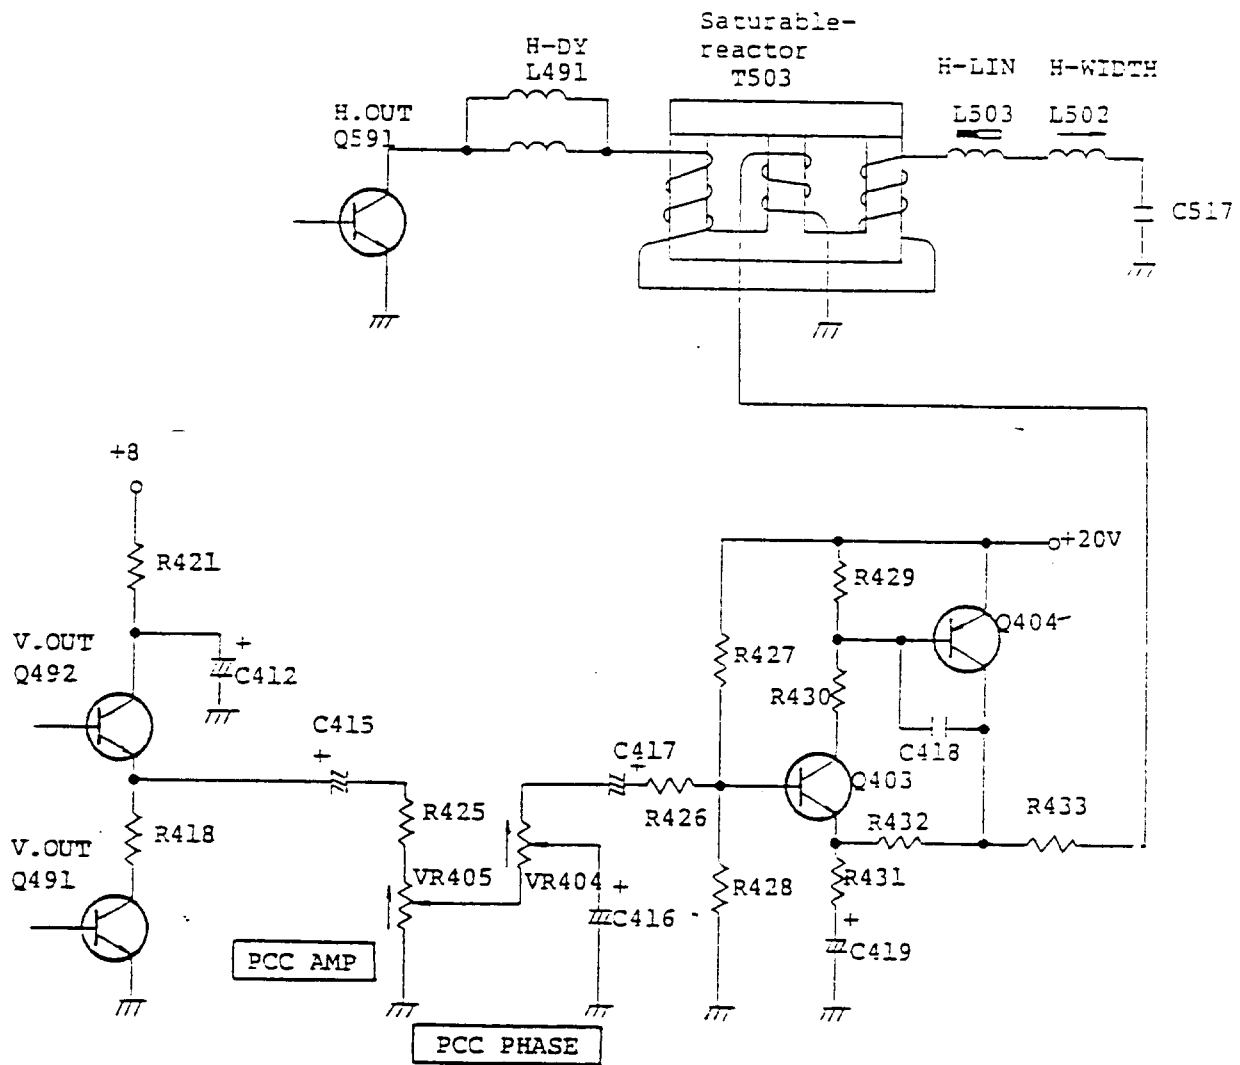 Saturable-
reactor
T503
H-DY
L491
H-LIN
H-WIDTH
L503
L502
H.OUT
Q591
C517
+B
R421
V.OUT
Q492
+
C412
C415
+
R418
R425
V.OUT
Q491
VR405
VR404
C417
+
R426
R427
R428
+
C416
PCC AMP
PCC PHASE
+20V
R429
Q404
R430
C418
Q403
R432
R433
R431
+
C419